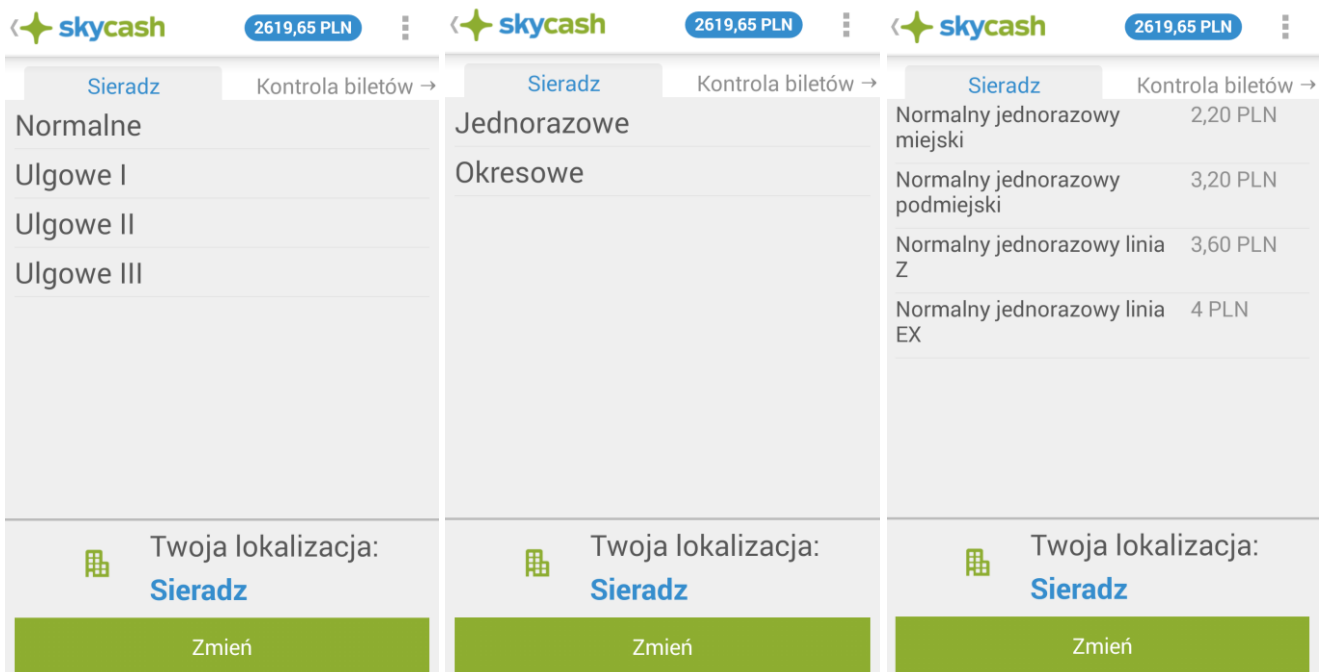 skycash 2619,65 PLN
Sieradz Kontrola biletów →
Normalne
Ulgowe I
Ulgowe II
Ulgowe III
Twoja lokalizacja:
Sieradz
Zmień
skycash 2619,65 PLN
Sieradz Kontrola biletów →
Jednorazowe
Okresowe
Twoja lokalizacja:
Sieradz
Zmień
skycash 2619,65 PLN
Sieradz Kontrola biletów →
Normalny jednorazowy 2,20 PLN
miejski
Normalny jednorazowy 3,20 PLN
podmiejski
Normalny jednorazowy linia 3,60 PLN
Z
Normalny jednorazowy linia 4 PLN
EX
Twoja lokalizacja:
Sieradz
Zmień